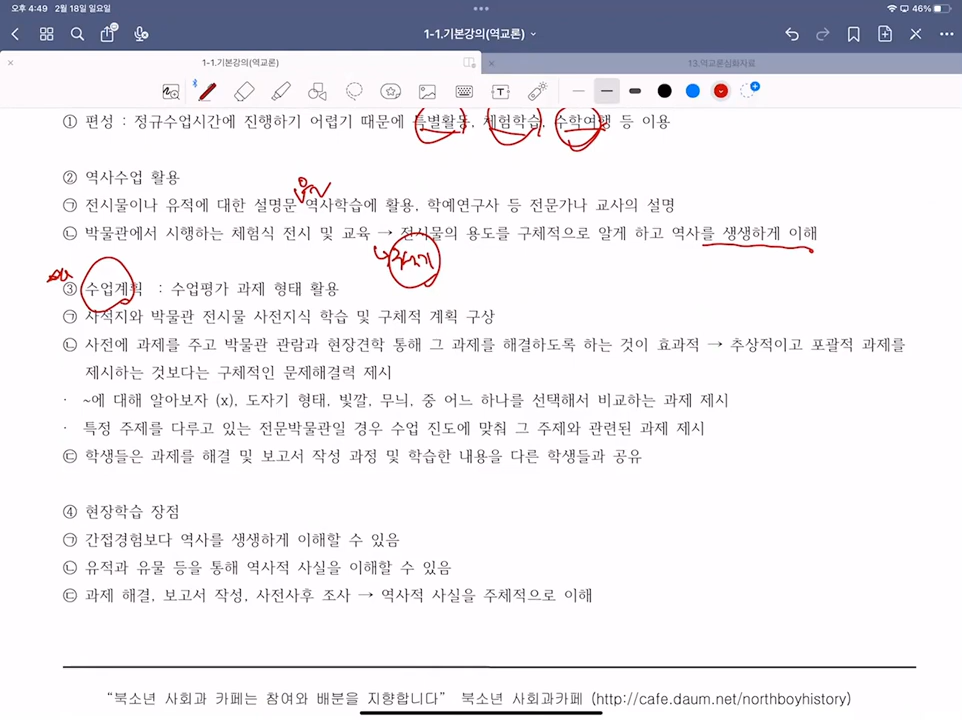 오후 4:49 2월 18일 일요일
46%
1-1.기본강의(역교론)
1-1.기본강의(역교론)
13.역교론심화자료
① 편성 : 정규수업시간에 진행하기 어렵기 때문에 특별활동, 체험학습, 수학여행 등 이용
② 역사수업 활용
㉠ 전시물이나 유적에 대한 설명문 역사학습에 활용, 학예연구사 등 전문가나 교사의 설명
㉡ 박물관에서 시행하는 체험식 전시 및 교육 → 전시물의 용도를 구체적으로 알게 하고 역사를 생생하게 이해
③ 수업계획 : 수업평가 과제 형태 활용
㉠ 사적지와 박물관 전시물 사전지식 학습 및 구체적 계획 구상
㉡ 사전에 과제를 주고 박물관 관람과 현장견학 통해 그 과제를 해결하도록 하는 것이 효과적 → 추상적이고 포괄적 과제를
제시하는 것보다는 구체적인 문제해결력 제시
· ~에 대해 알아보자 (x), 도자기 형태, 빛깔, 무늬, 중 어느 하나를 선택해서 비교하는 과제 제시
· 특정 주제를 다루고 있는 전문박물관일 경우 수업 진도에 맞춰 그 주제와 관련된 과제 제시
㉢ 학생들은 과제를 해결 및 보고서 작성 과정 및 학습한 내용을 다른 학생들과 공유
④ 현장학습 장점
㉠ 간접경험보다 역사를 생생하게 이해할 수 있음
㉡ 유적과 유물 등을 통해 역사적 사실을 이해할 수 있음
㉢ 과제 해결, 보고서 작성, 사전사후 조사 → 역사적 사실을 주체적으로 이해
“북소년 사회과 카페는 참여와 배분을 지향합니다” 북소년 사회과카페 (http://cafe.daum.net/northboyhistory)